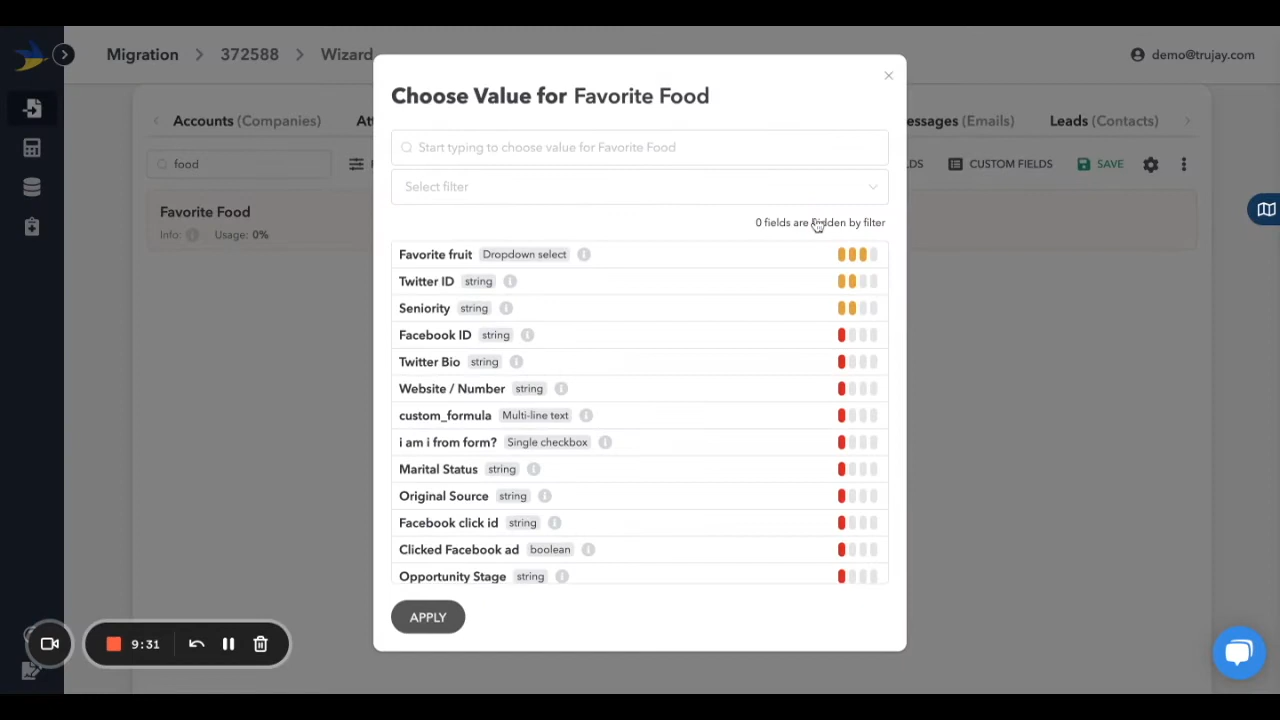 Migration > 372588 > Wizard
demo@trujay.com
Choose Value for Favorite Food
Accounts (Companies)
Att
essages (Emails)
Leads (Contacts)
Start typing to choose value for Favorite Food
food
LDS
CUSTOM FIELDS
SAVE
Select filter
Favorite Food
Info:
Usage: 0%
0 fields are hidden by filter
Favorite fruit Dropdown select
Twitter ID string
Seniority string
Facebook ID string
Twitter Bio string
Website / Number string
custom_formula Multi-line text
i am i from form? Single checkbox
Marital Status string
Original Source string
Facebook click id string
Clicked Facebook ad boolean
Opportunity Stage string
APPLY
9:31